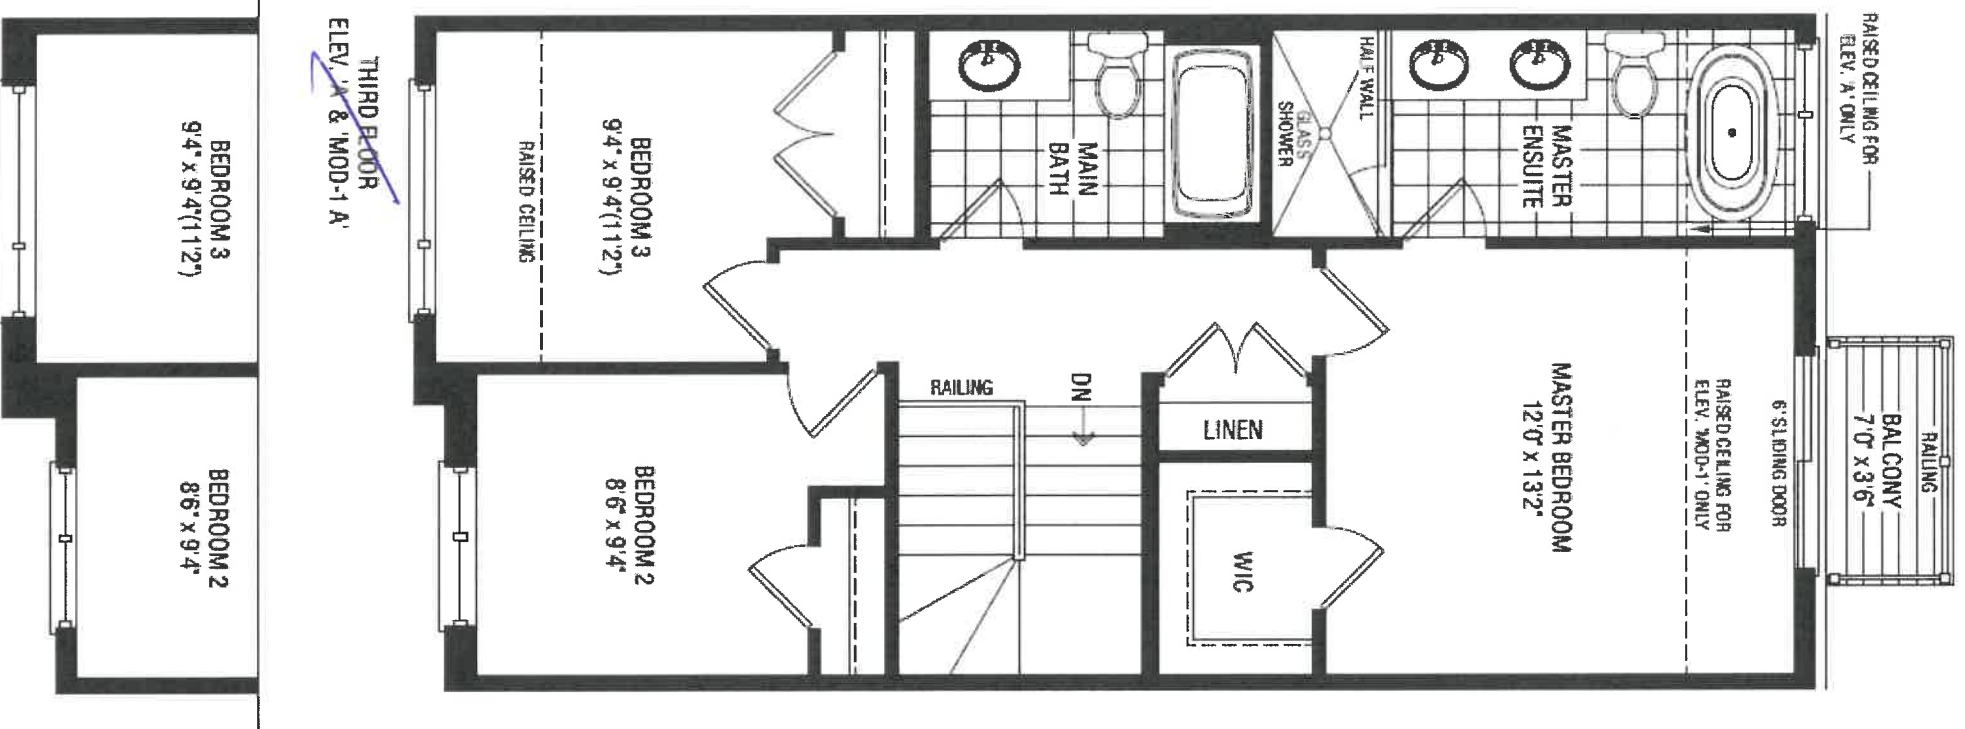 RAISED CEILING FOR
ELEV. 'A' ONLY
RAILING
BALCONY
7'0" x 3'6"
6' SLIDING DOOR
RAISED CEILING FOR
ELEV. 'MOD-1' ONLY
MASTER
ENSUITE
MASTER BEDROOM
12'0" x 13'2"
HALF WALL
GLASS
SHOWER
WIC
LINEN
DN
RAILING
MAIN
BATH
BEDROOM 3
9'4" x 9'4"(11'2")
RAISED CEILING
BEDROOM 2
8'6" x 9'4"
THIRD FLOOR
ELEV. 'A' & 'MOD-1 A'
BEDROOM 3
9'4" x 9'4"(11'2")
BEDROOM 2
8'6" x 9'4"